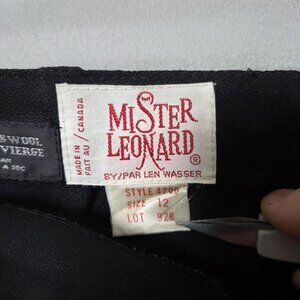 MADE IN / CANADA
FAIT AU /
MISTER
LEONARD
®
BY/PAR LEN WASSER
STYLE 4200
SIZE 12
LOT 928
WOOL
VIERGE
A SEC